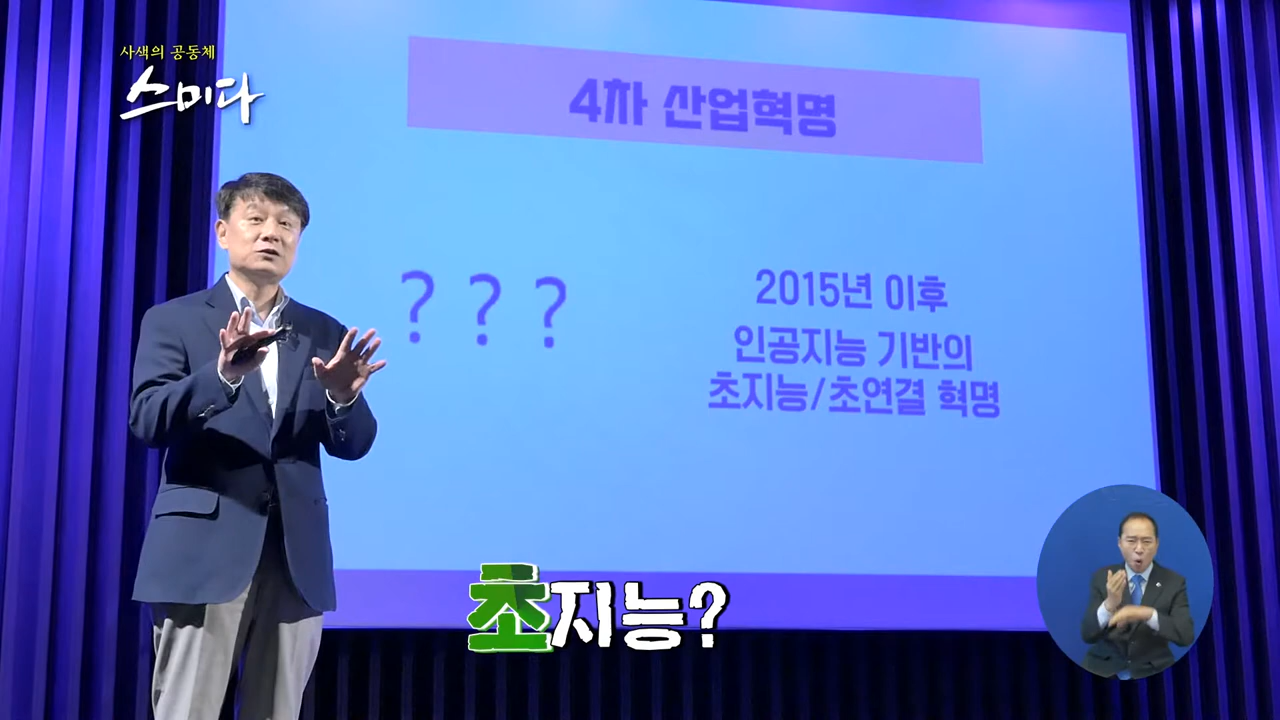 사색의 공동체
스미다
4차 산업혁명
? ? ?
2015년 이후
인공지능 기반의
초지능/초연결 혁명
초지능?